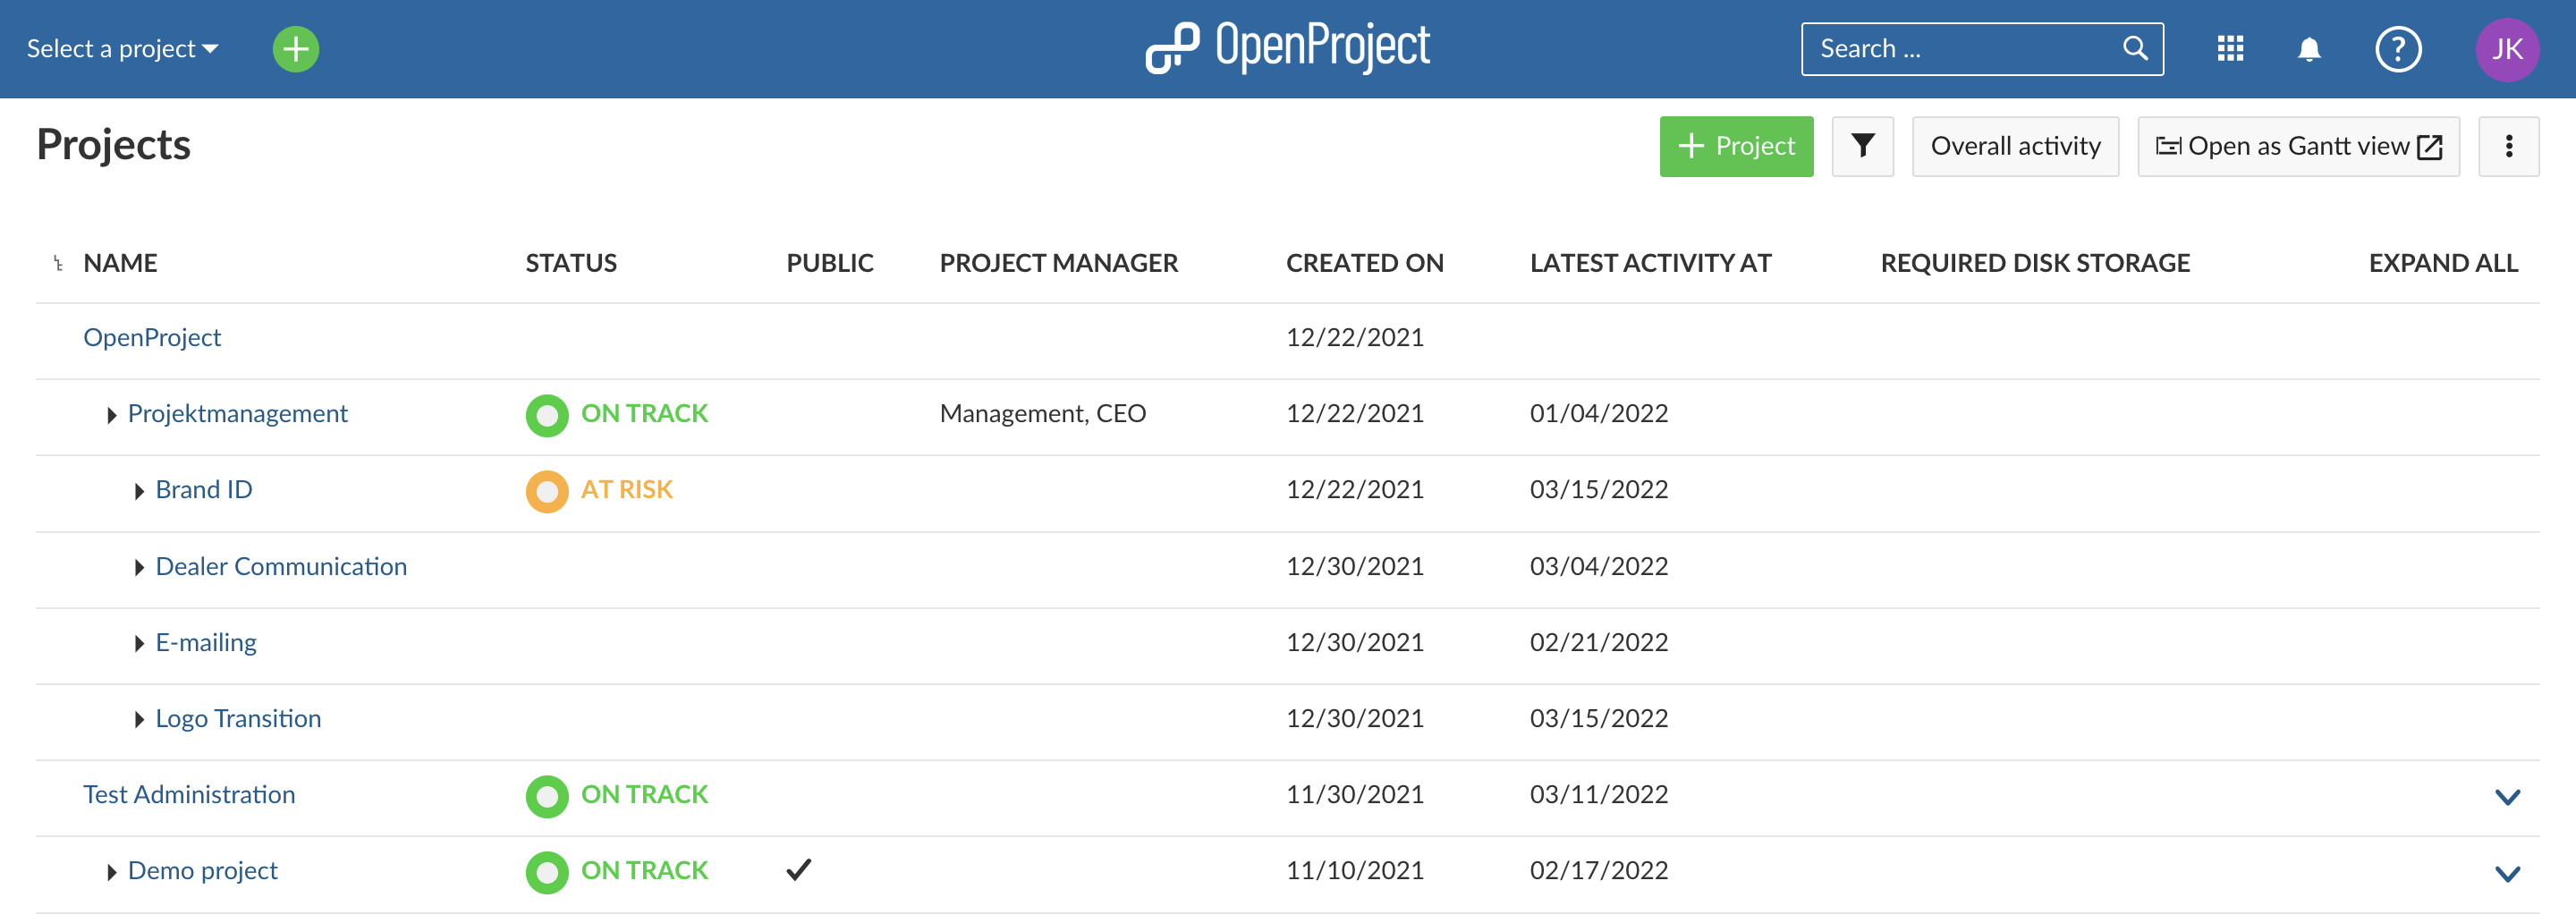 Select a project OpenProject Search ... ? JK
Projects + Project Overall activity Open as Gantt view
NAME STATUS PUBLIC PROJECT MANAGER CREATED ON LATEST ACTIVITY AT REQUIRED DISK STORAGE EXPAND ALL
OpenProject 12/22/2021
Projektmanagement ON TRACK Management, CEO 12/22/2021 01/04/2022
Brand ID AT RISK 12/22/2021 03/15/2022
Dealer Communication 12/30/2021 03/04/2022
E-mailing 12/30/2021 02/21/2022
Logo Transition 12/30/2021 03/15/2022
Test Administration ON TRACK 11/30/2021 03/11/2022
Demo project ON TRACK 11/10/2021 02/17/2022